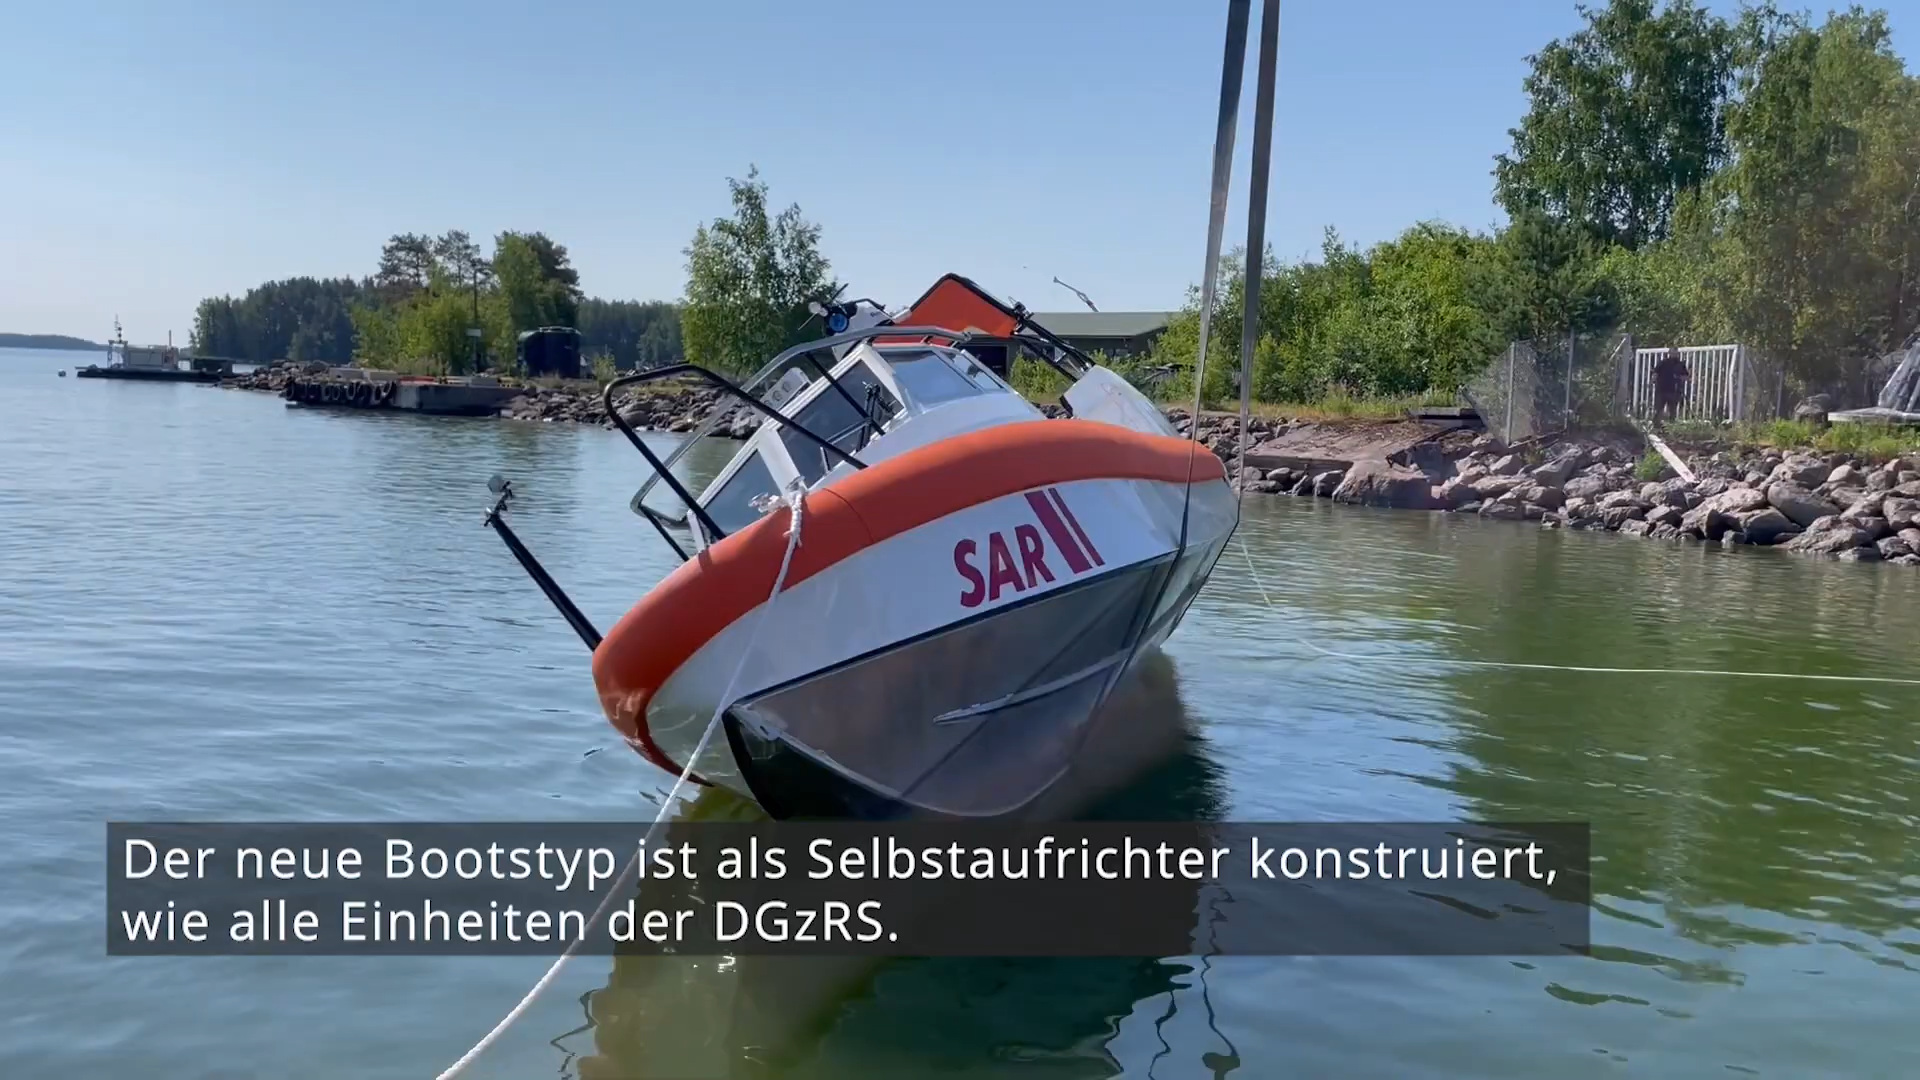 SAR
Der neue Bootstyp ist als Selbstaufrichter konstruiert,
wie alle Einheiten der DGzRS.